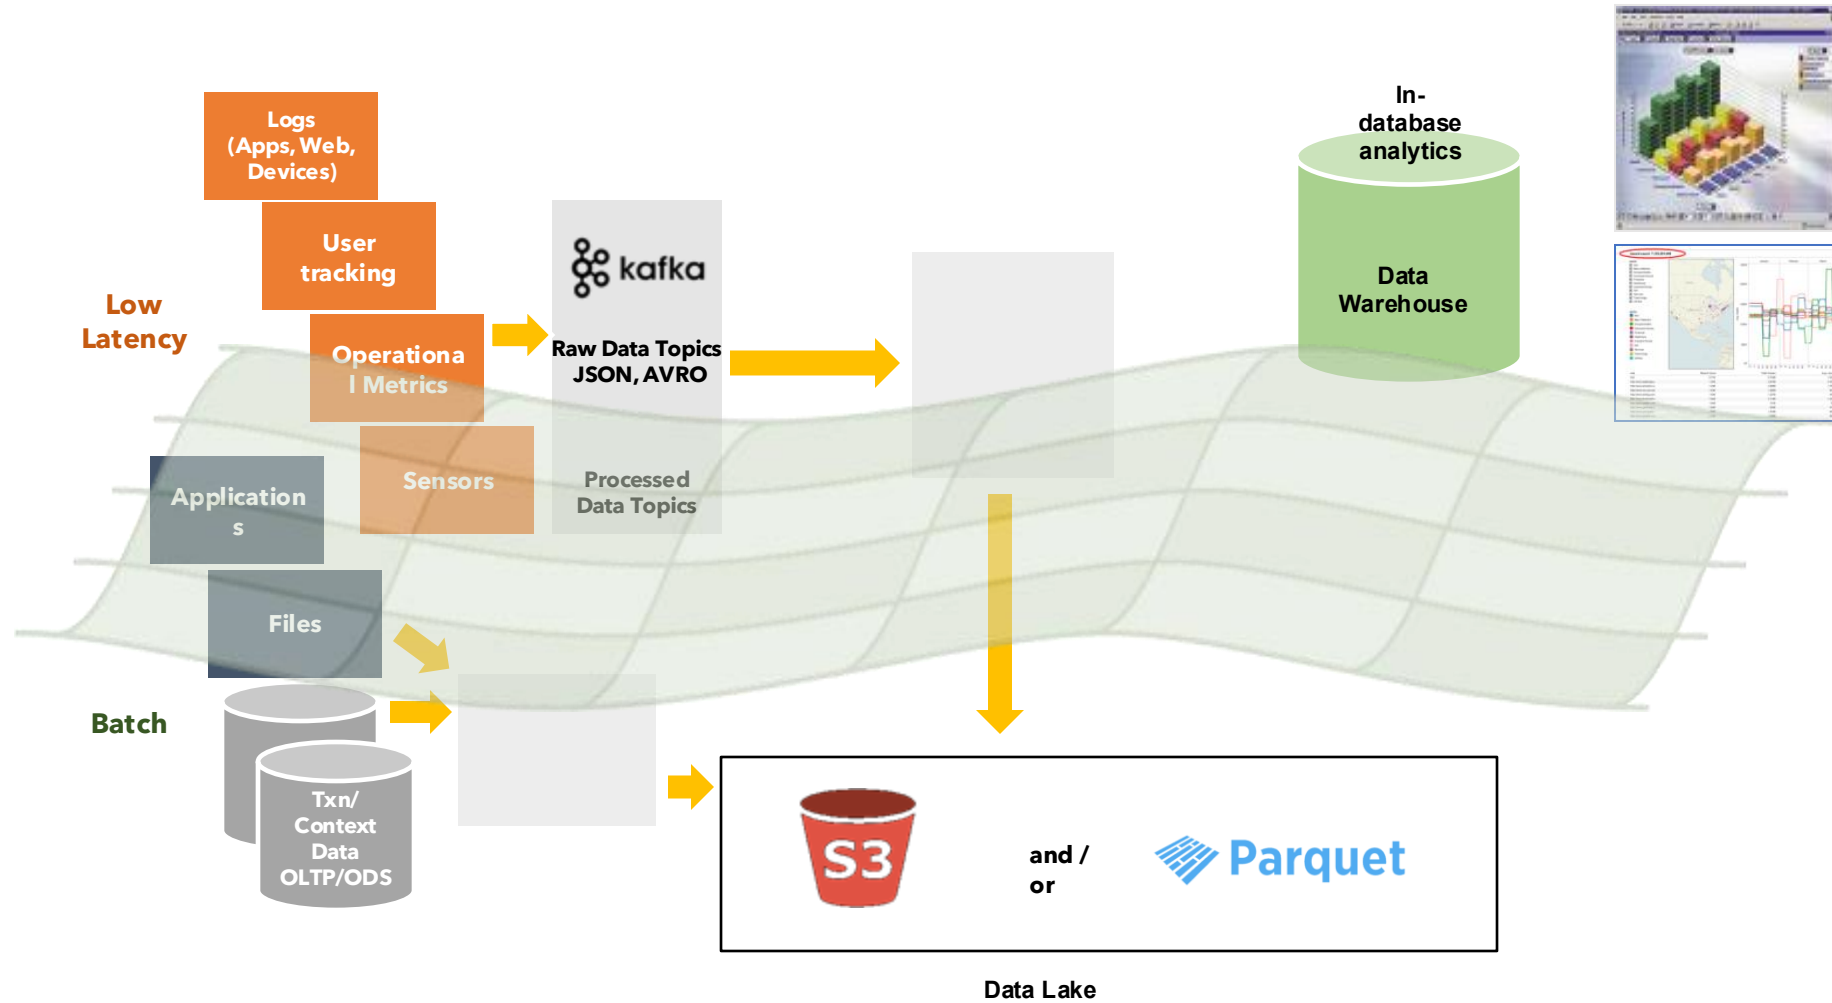 Logs
(Apps, Web,
Devices)
User
tracking
Low
Latency
Operationa
l Metrics
Sensors
Application
s
Files
Batch
Txn/
Context
Data
OLTP/ODS
kafka
Raw Data Topics
JSON, AVRO
Processed
Data Topics
In-
database
analytics
Data
Warehouse
S3
and /
or
Parquet
Data Lake